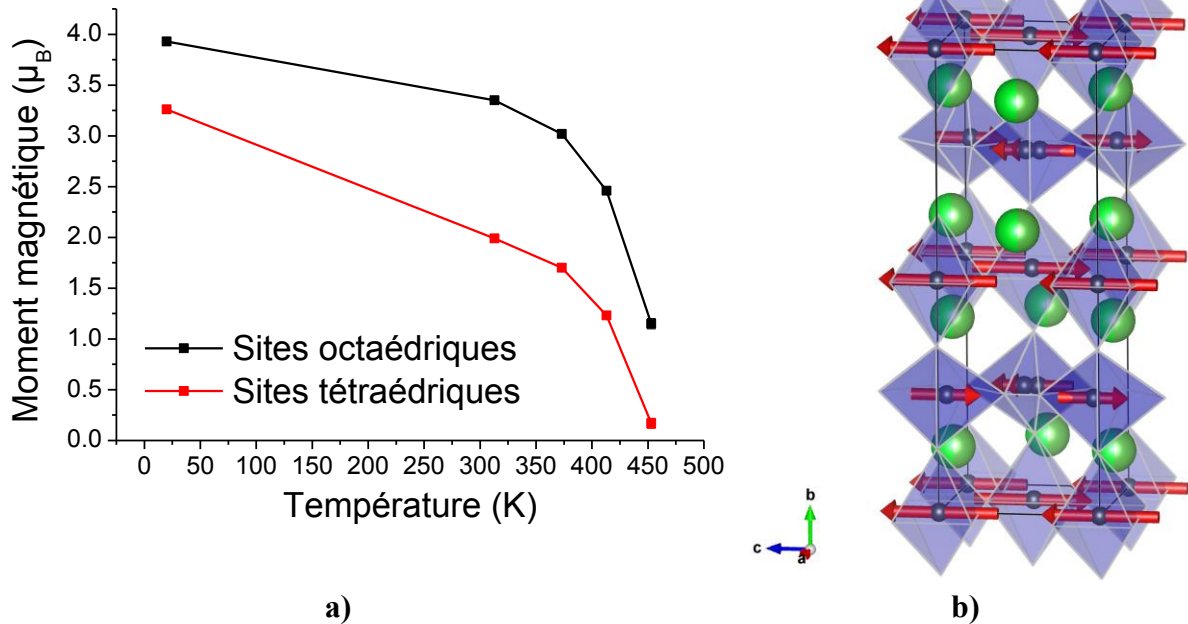 Moment magnétique (μB)
4.0
3.5
3.0
2.5
2.0
1.5
1.0
0.5
0.0
Sites octaédriques
Sites tétraédriques
0 50 100 150 200 250 300 350 400 450 500
Température (K)
b
c
a
a)
b)